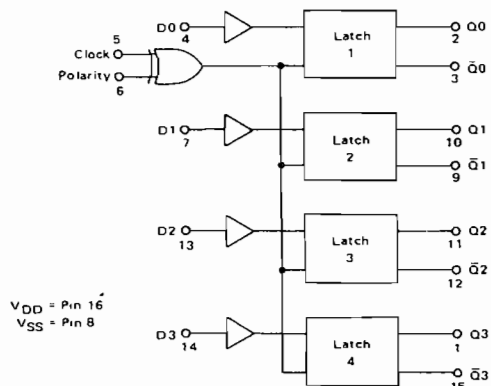 D0
4
Latch
1
Q0
2
Q̅0
3
5
Clock
Polarity
6
D1
7
Latch
2
Q1
10
Q̅1
9
D2
13
Latch
3
Q2
11
Q̅2
12
VDD = Pin 16
VSS = Pin 8
D3
14
Latch
4
Q3
1
Q̅3
15